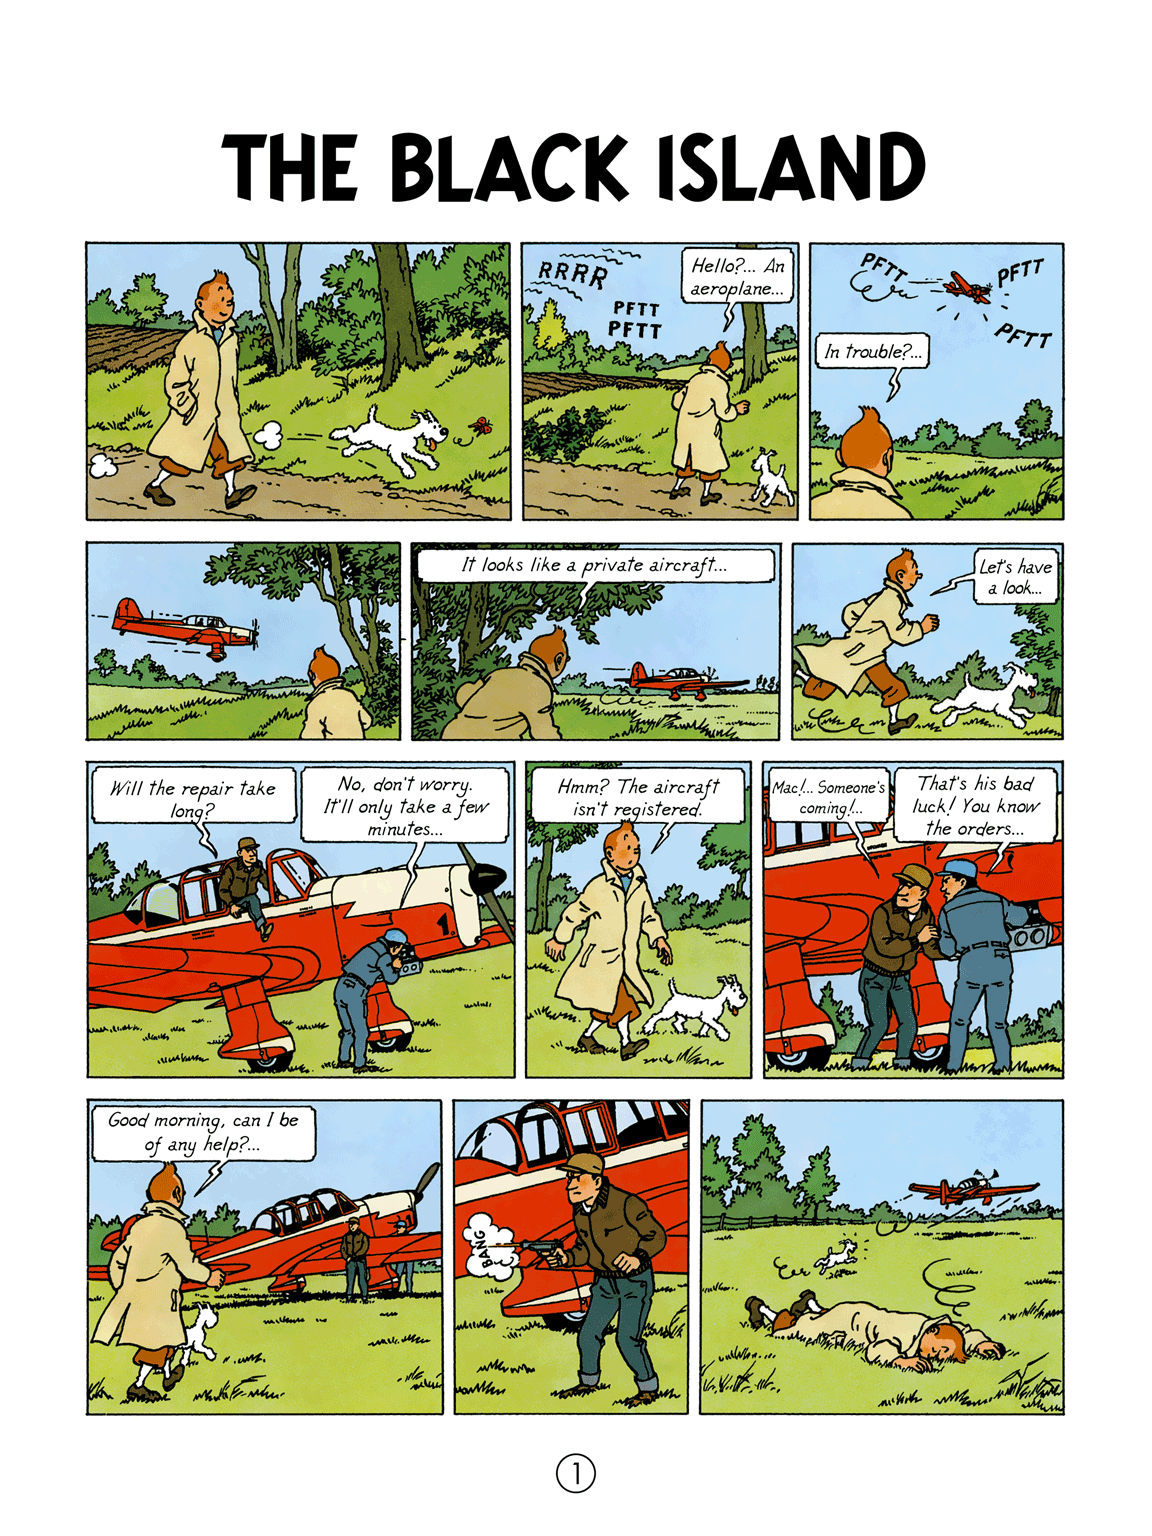 THE BLACK ISLAND
RRRR
PFTT
PFTT
Hello?... An
aeroplane...
PFTT
PFTT
PFTT
In trouble?...
It looks like a private aircraft...
Let's have
a look...
Will the repair take
long?
No, don't worry.
It'll only take a few
minutes...
1
Hmm? The aircraft
isn't registered.
Mac!... Someone's
coming!...
That's his bad
luck! You know
the orders...
Good morning, can I be
of any help?...
1
BANG
1